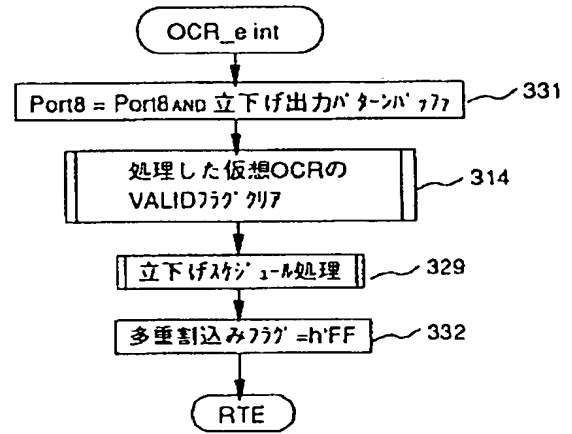 OCR_e int
Port8 = Port8 AND 立下げ出力パターンバッファ
331
処理した仮想OCRの
VALIDフラグクリア
314
立下げスケジュール処理
329
多重割込みフラグ=h'FF
332
RTE